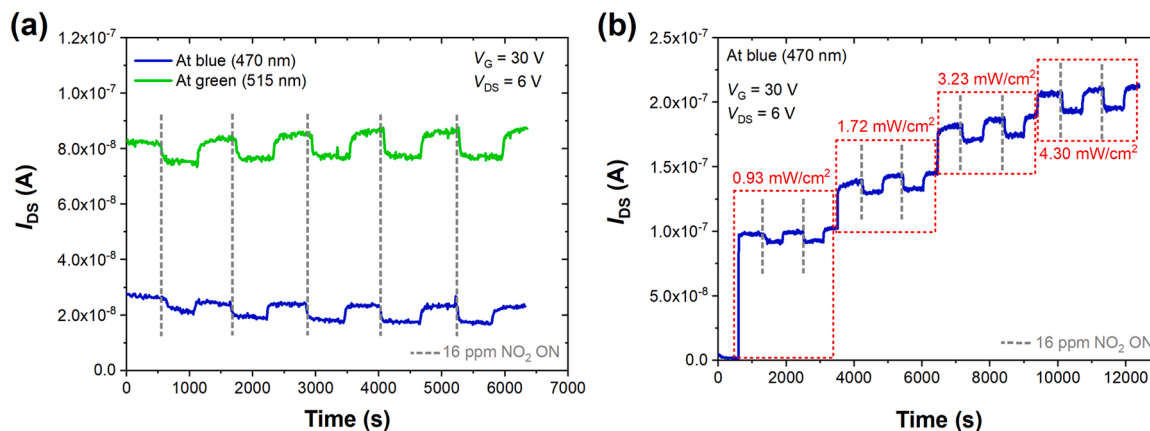 (a)
1.2x10⁻⁷
1.0x10⁻⁷
8.0x10⁻⁸
6.0x10⁻⁸
4.0x10⁻⁸
2.0x10⁻⁸
0.0
I_DS (A)
At blue (470 nm)
At green (515 nm)
V_G = 30 V
V_DS = 6 V
16 ppm NO₂ ON
0 1000 2000 3000 4000 5000 6000 7000
Time (s)
(b)
2.5x10⁻⁷
2.0x10⁻⁷
1.5x10⁻⁷
1.0x10⁻⁷
5.0x10⁻⁸
0.0
I_DS (A)
At blue (470 nm)
V_G = 30 V
V_DS = 6 V
3.23 mW/cm²
1.72 mW/cm²
4.30 mW/cm²
0.93 mW/cm²
16 ppm NO₂ ON
0 2000 4000 6000 8000 10000 12000
Time (s)